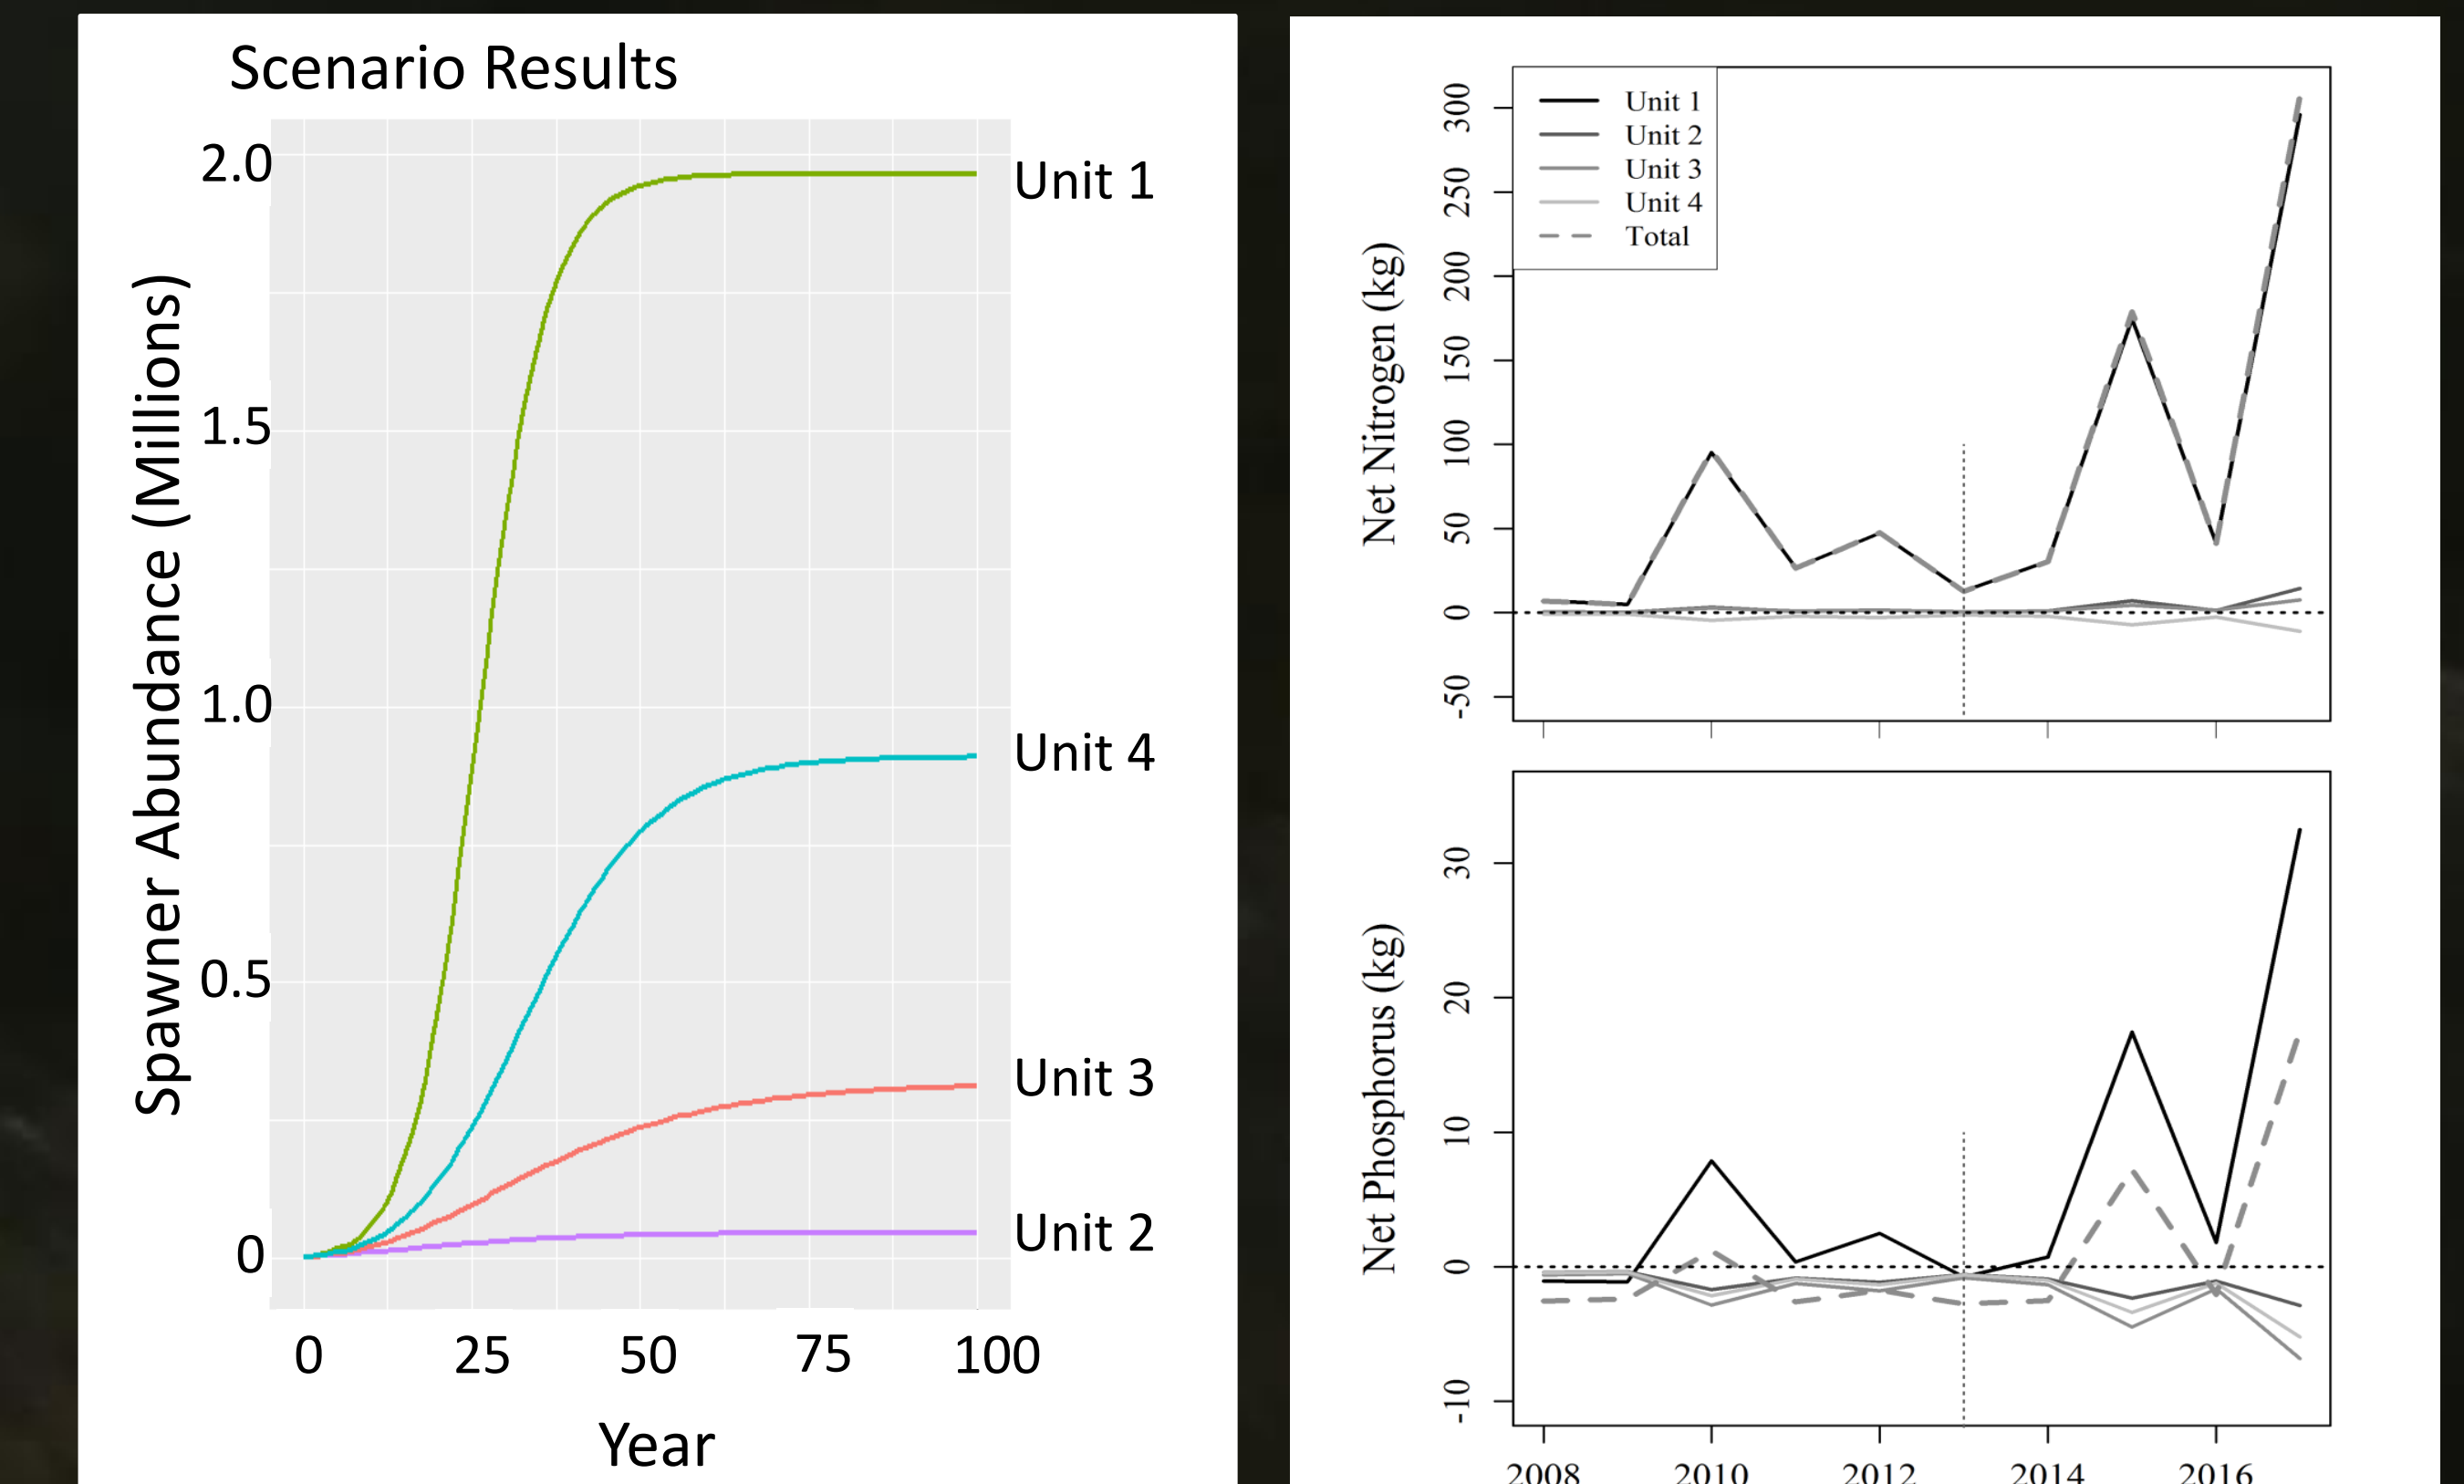 Scenario Results
Spawner Abundance (Millions)
2.0
1.5
1.0
0.5
0
Unit 1
Unit 4
Unit 3
Unit 2
0 25 50 75 100
Year
Net Nitrogen (kg)
300
250
200
150
100
50
0
-50
Unit 1
Unit 2
Unit 3
Unit 4
Total
Net Phosphorus (kg)
30
20
10
0
-10
2008 2010 2012 2014 2016